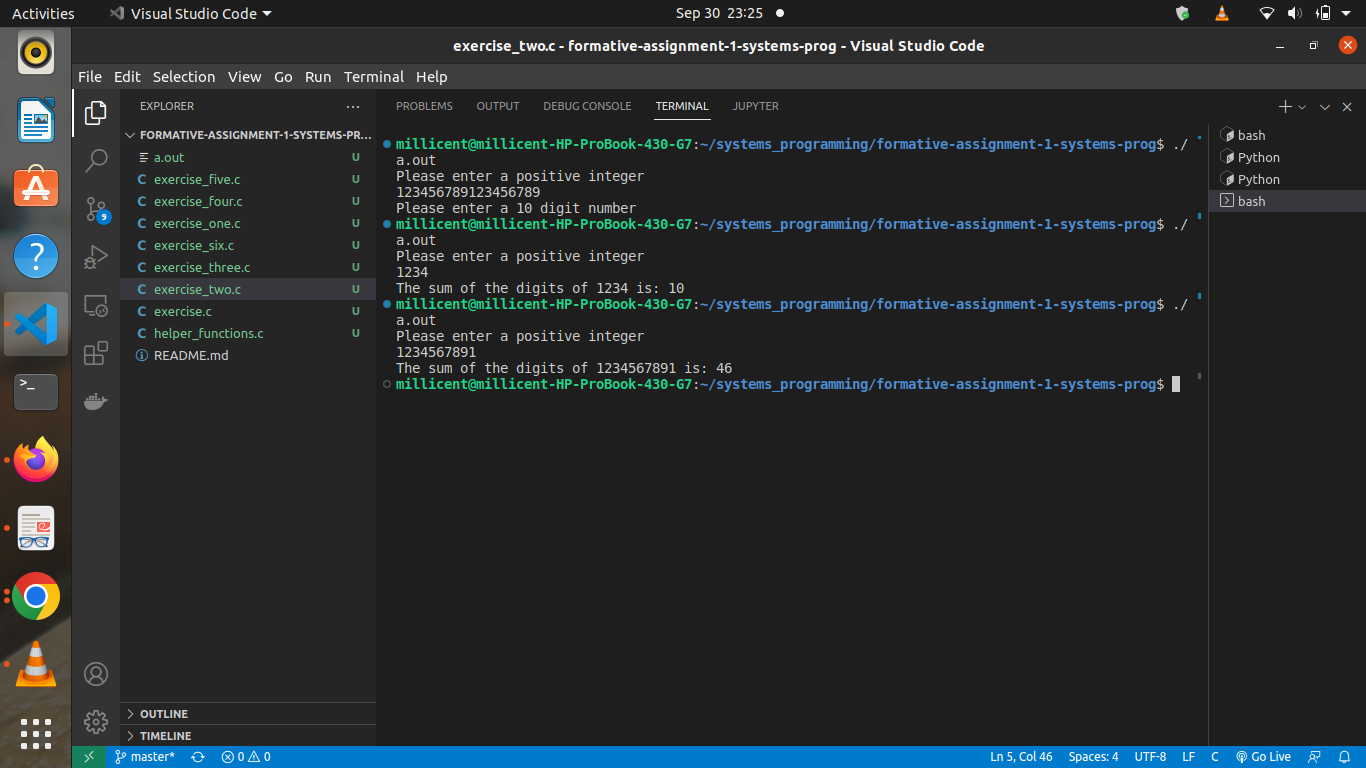 Activities
Visual Studio Code
Sep 30 23:25
exercise_two.c - formative-assignment-1-systems-prog - Visual Studio Code
File Edit Selection View Go Run Terminal Help
EXPLORER
FORMATIVE-ASSIGNMENT-1-SYSTEMS-PR...
a.out U
C exercise_five.c U
C exercise_four.c U
C exercise_one.c U
C exercise_six.c U
C exercise_three.c U
C exercise_two.c U
C exercise.c U
C helper_functions.c U
README.md
OUTLINE
TIMELINE
9
PROBLEMS OUTPUT DEBUG CONSOLE TERMINAL JUPYTER
millicent@millicent-HP-ProBook-430-G7:~/systems_programming/formative-assignment-1-systems-prog$ ./
a.out
Please enter a positive integer
123456789123456789
Please enter a 10 digit number
millicent@millicent-HP-ProBook-430-G7:~/systems_programming/formative-assignment-1-systems-prog$ ./
a.out
Please enter a positive integer
1234
The sum of the digits of 1234 is: 10
millicent@millicent-HP-ProBook-430-G7:~/systems_programming/formative-assignment-1-systems-prog$ ./
a.out
Please enter a positive integer
1234567891
The sum of the digits of 1234567891 is: 46
millicent@millicent-HP-ProBook-430-G7:~/systems_programming/formative-assignment-1-systems-prog$
bash
Python
Python
bash
master* 0 0
Ln 5, Col 46 Spaces: 4 UTF-8 LF C Go Live